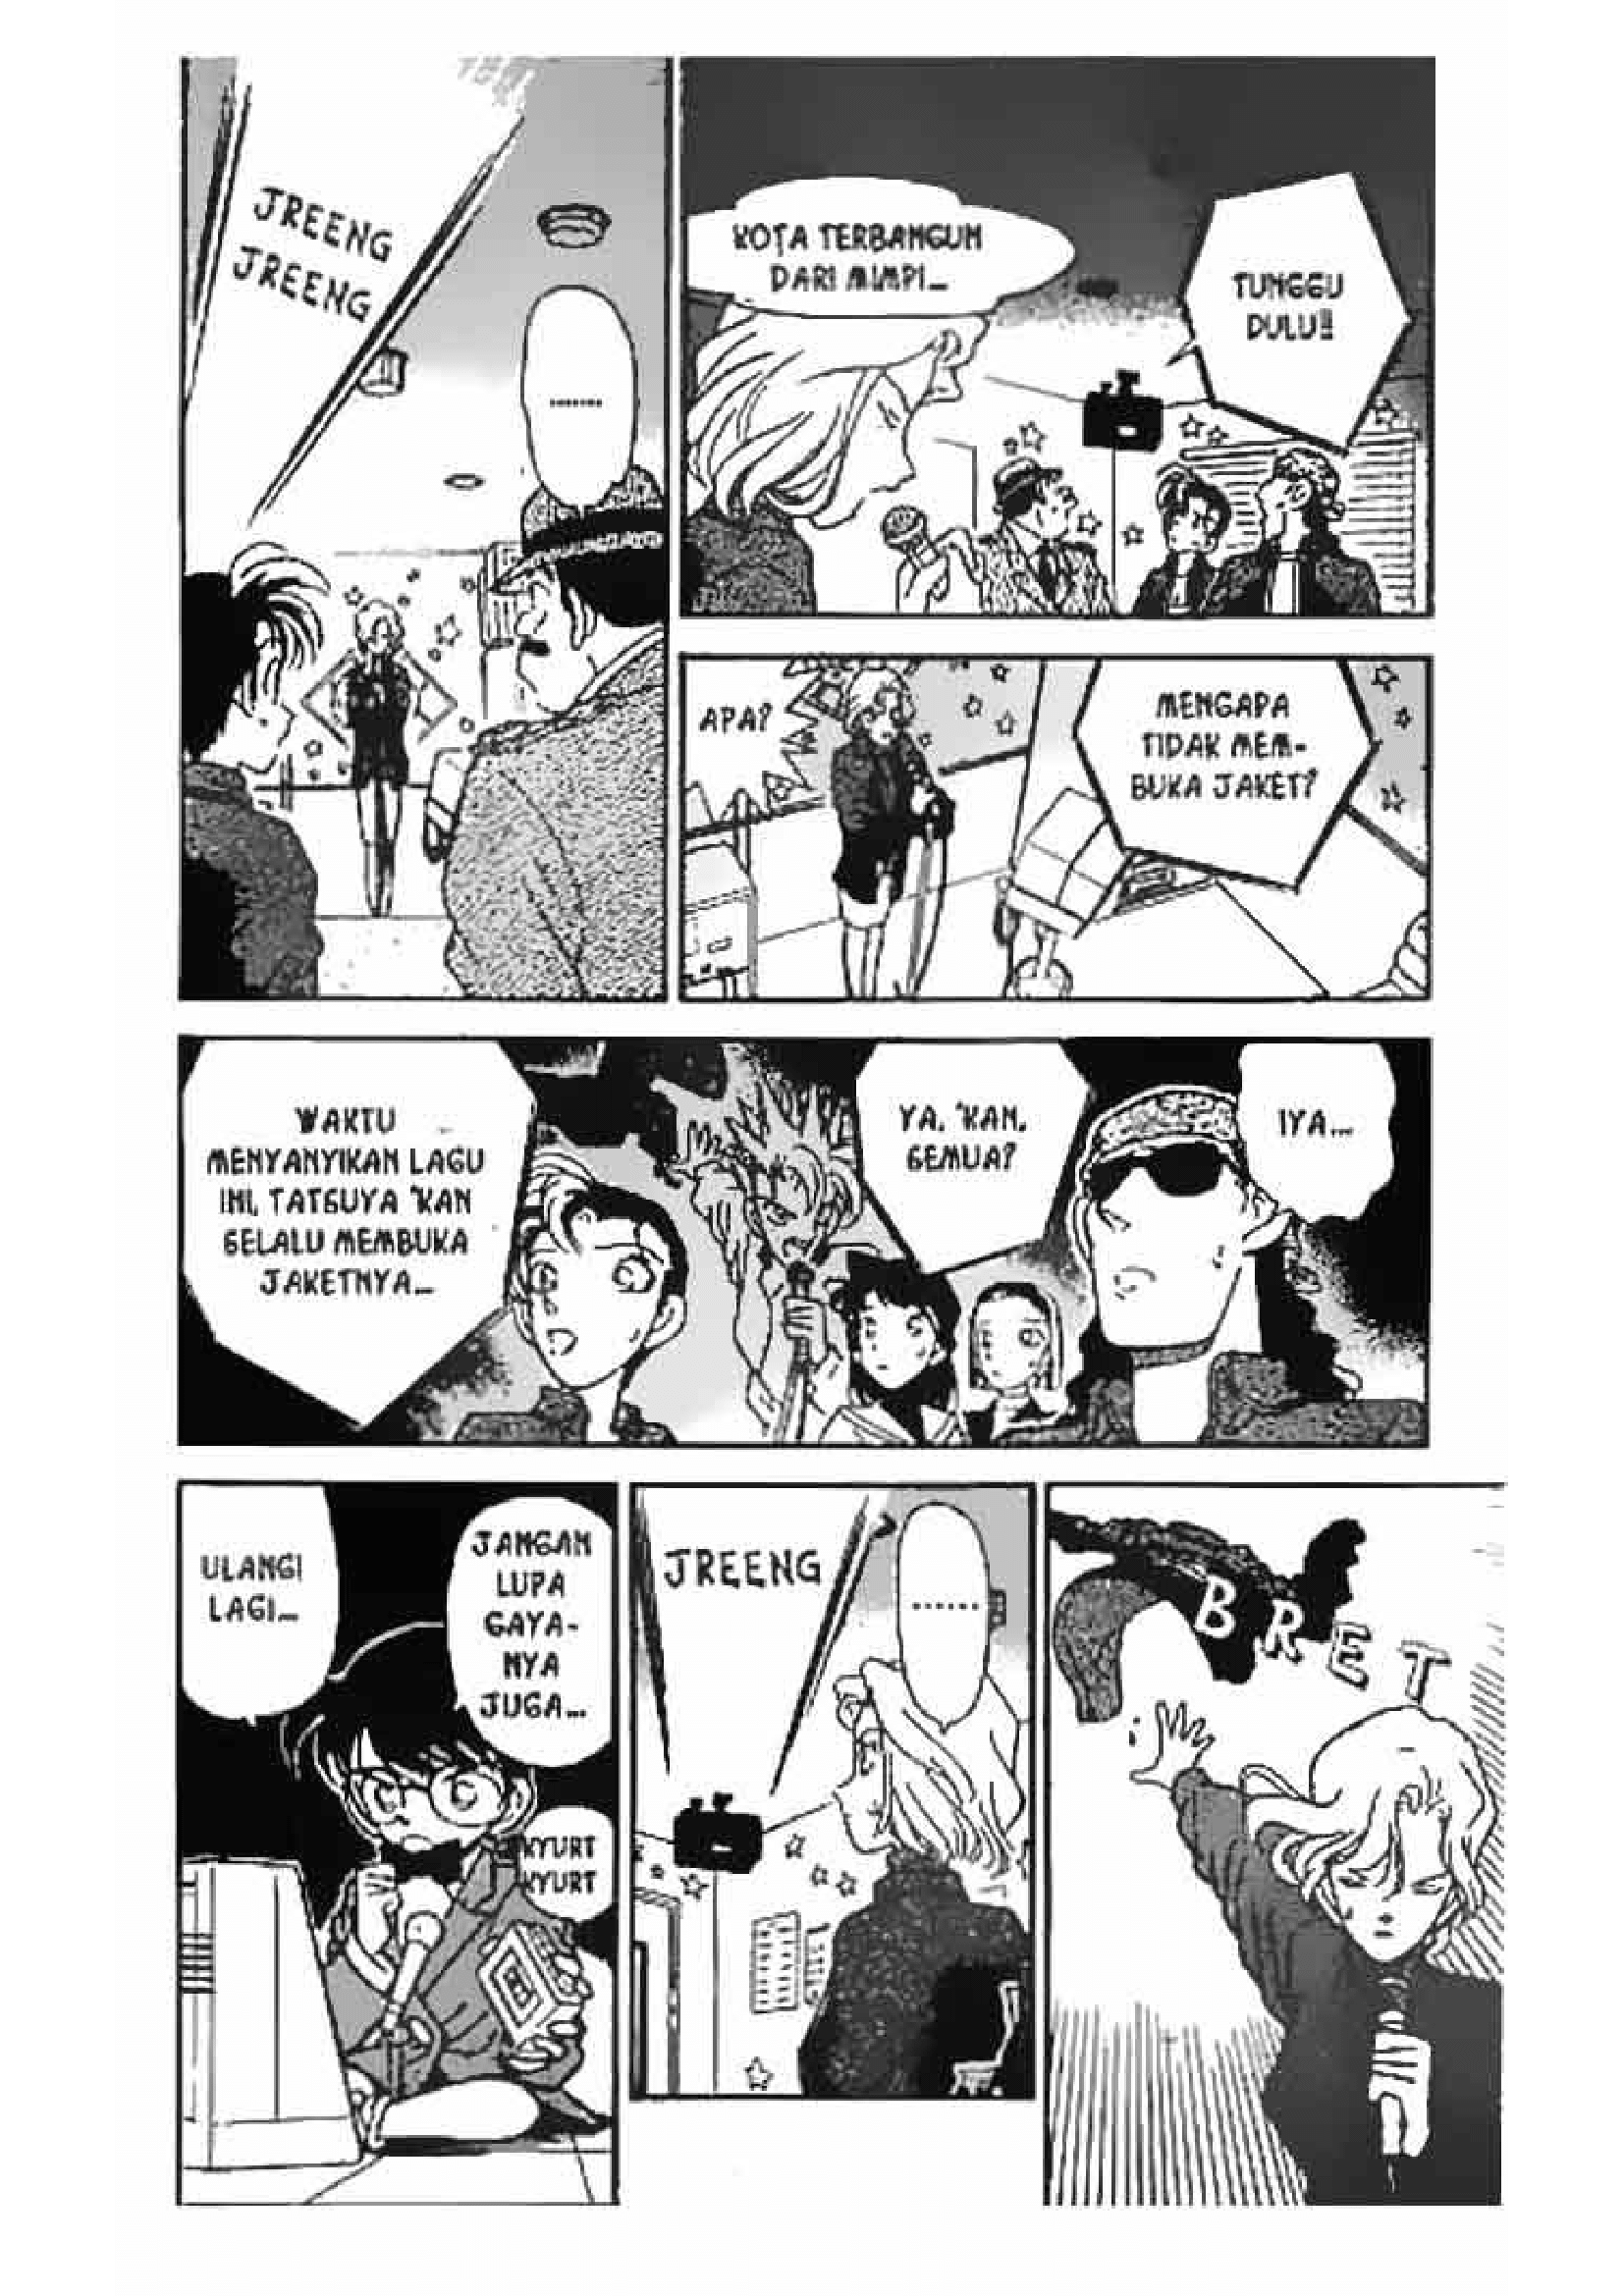 JREENG
JREENG
.......
KOTA TERBANGUN
DARI MIMPI...
TUNGGU
DULU!!
APA?
MENGAPA
TIDAK MEM-
BUKA JAKET?
WAKTU
MENYANYIKAN LAGU
INI, TATSUYA 'KAN
SELALU MEMBUKA
JAKETNYA...
YA, 'KAN,
SEMUA?
IYA...
ULANGI
LAGI...
JANGAN
LUPA
GAYA-
NYA
JUGA...
KYURT
KYURT
JREENG
.......
BRET